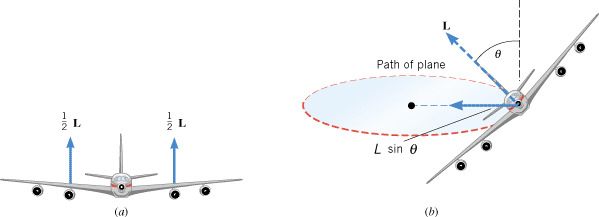 1/2 L
1/2 L
(a)
L
θ
Path of plane
L sin θ
(b)